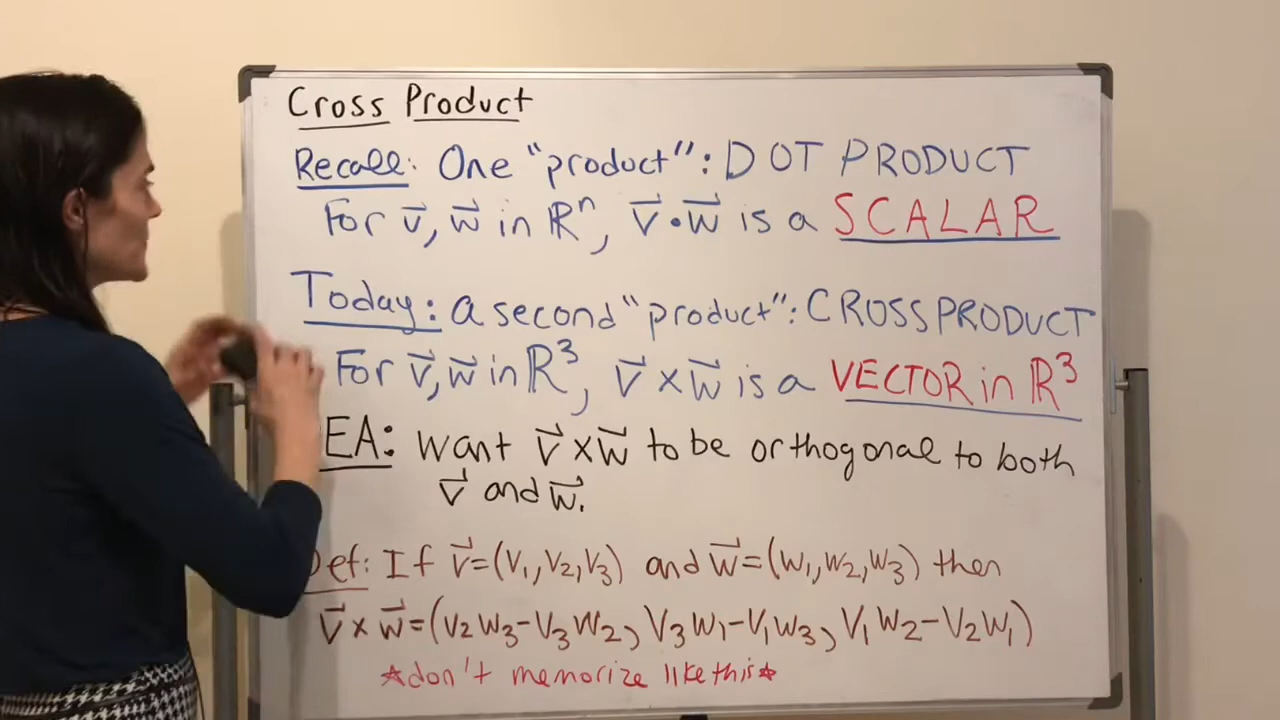 Cross Product
Recall: One "product": DOT PRODUCT
For v⃗, w⃗ in ℝⁿ, v⃗·w⃗ is a SCALAR
Today: a second "product": CROSS PRODUCT
For v⃗, w⃗ in ℝ³, v⃗×w⃗ is a VECTOR in ℝ³
EA: Want v⃗×w⃗ to be orthogonal to both
v⃗ and w⃗.
Def: If v⃗=(v₁,v₂,v₃) and w⃗=(w₁,w₂,w₃) then
v⃗×w⃗=(v₂w₃-v₃w₂, v₃w₁-v₁w₃, v₁w₂-v₂w₁)
★don't memorize like this★